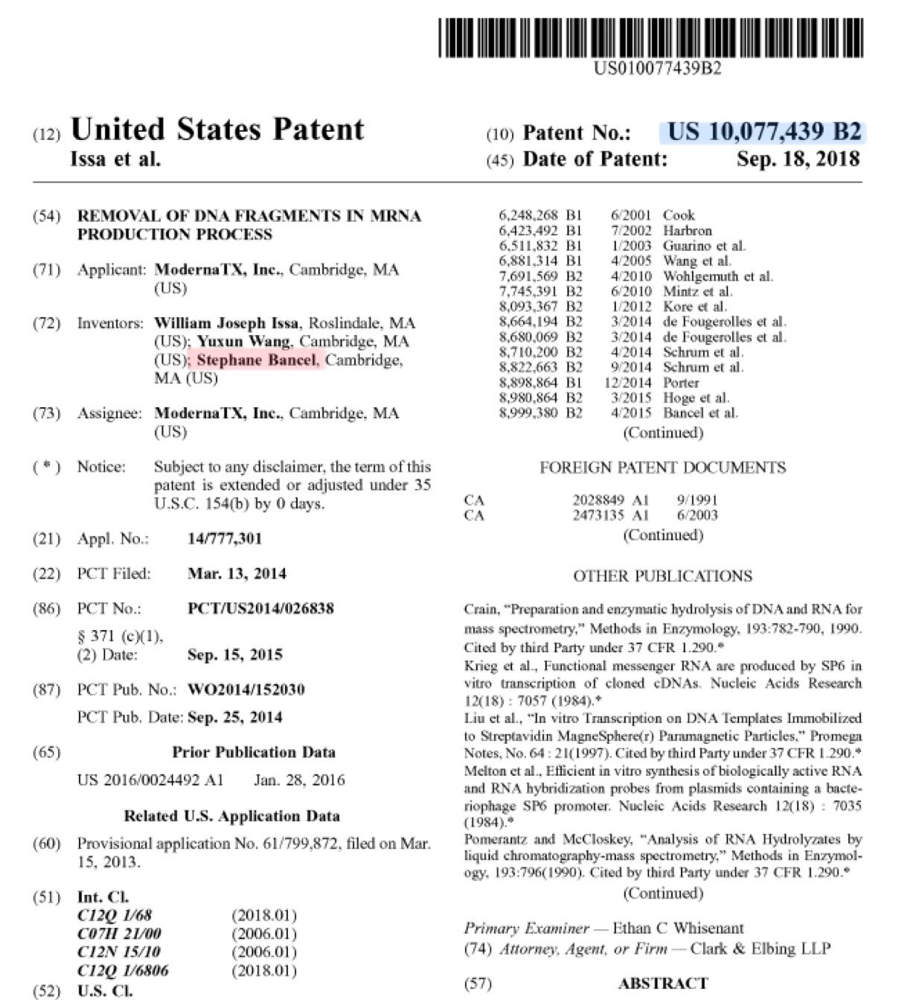 US010077439B2
(12) United States Patent
Issa et al.
(10) Patent No.: US 10,077,439 B2
(45) Date of Patent: Sep. 18, 2018
(54) REMOVAL OF DNA FRAGMENTS IN MRNA
PRODUCTION PROCESS
(71) Applicant: ModernaTX, Inc., Cambridge, MA
(US)
(72) Inventors: William Joseph Issa, Roslindale, MA
(US); Yuxun Wang, Cambridge, MA
(US); Stephane Bancel, Cambridge,
MA (US)
(73) Assignee: ModernaTX, Inc., Cambridge, MA
(US)
( * ) Notice: Subject to any disclaimer, the term of this
patent is extended or adjusted under 35
U.S.C. 154(b) by 0 days.
(21) Appl. No.: 14/777,301
(22) PCT Filed: Mar. 13, 2014
(86) PCT No.: PCT/US2014/026838
§ 371 (c)(1),
(2) Date: Sep. 15, 2015
(87) PCT Pub. No.: WO2014/152030
PCT Pub. Date: Sep. 25, 2014
(65) Prior Publication Data
US 2016/0024492 A1 Jan. 28, 2016
Related U.S. Application Data
(60) Provisional application No. 61/799,872, filed on Mar.
15, 2013.
(51) Int. Cl.
C12Q 1/68 (2018.01)
C07H 21/00 (2006.01)
C12N 15/10 (2006.01)
C12Q 1/6806 (2018.01)
(52) U.S. Cl.
6,248,268 B1 6/2001 Cook
6,423,492 B1 7/2002 Harbron
6,511,832 B1 1/2003 Guarino et al.
6,881,314 B1 4/2005 Wang et al.
7,691,569 B2 4/2010 Wohlgemuth et al.
7,745,391 B2 6/2010 Mintz et al.
8,093,367 B2 1/2012 Kore et al.
8,664,194 B2 3/2014 de Fougerolles et al.
8,680,069 B2 3/2014 de Fougerolles et al.
8,710,200 B2 4/2014 Schrum et al.
8,822,663 B2 9/2014 Schrum et al.
8,898,864 B1 12/2014 Porter
8,980,864 B2 3/2015 Hoge et al.
8,999,380 B2 4/2015 Bancel et al.
(Continued)
FOREIGN PATENT DOCUMENTS
CA 2028849 A1 9/1991
CA 2473135 A1 6/2003
(Continued)
OTHER PUBLICATIONS
Crain, “Preparation and enzymatic hydrolysis of DNA and RNA for
mass spectrometry,” Methods in Enzymology, 193:782-790, 1990.
Cited by third Party under 37 CFR 1.290.*
Krieg et al., Functional messenger RNA are produced by SP6 in
vitro transcription of cloned cDNAs. Nucleic Acids Research
12(18) : 7057 (1984).*
Liu et al., “In vitro Transcription on DNA Templates Immobilized
to Streptavidin MagneSphere(r) Paramagnetic Particles,” Promega
Notes, No. 64 : 21(1997). Cited by third Party under 37 CFR 1.290.*
Melton et al., Efficient in vitro synthesis of biologically active RNA
and RNA hybridization probes from plasmids containing a bacte-
riophage SP6 promoter. Nucleic Acids Research 12(18) : 7035
(1984).*
Pomerantz and McCloskey, “Analysis of RNA Hydrolyzates by
liquid chromatography-mass spectrometry,” Methods in Enzymol-
ogy, 193:796(1990). Cited by third Party under 37 CFR 1.290.*
(Continued)
Primary Examiner — Ethan C Whisenant
(74) Attorney, Agent, or Firm — Clark & Elbing LLP
(57) ABSTRACT